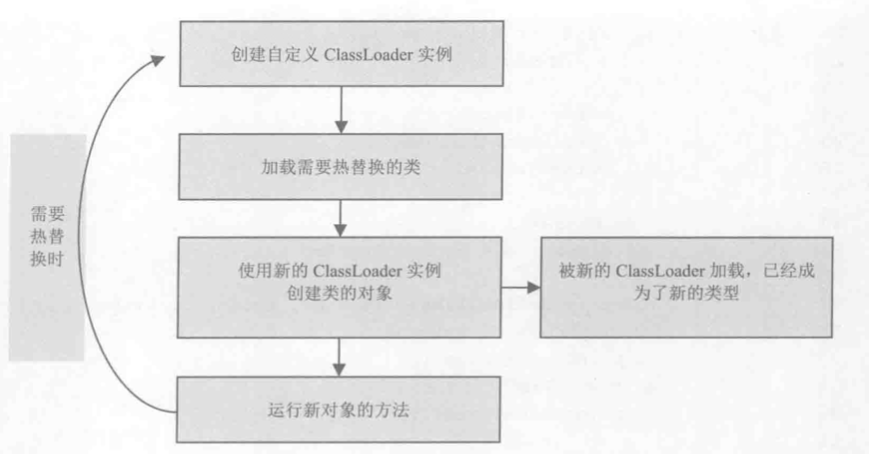 创建自定义 ClassLoader 实例
加载需要热替换的类
需要
热替
换时
使用新的 ClassLoader 实例
创建类的对象
被新的 ClassLoader 加载，已经成
为了新的类型
运行新对象的方法